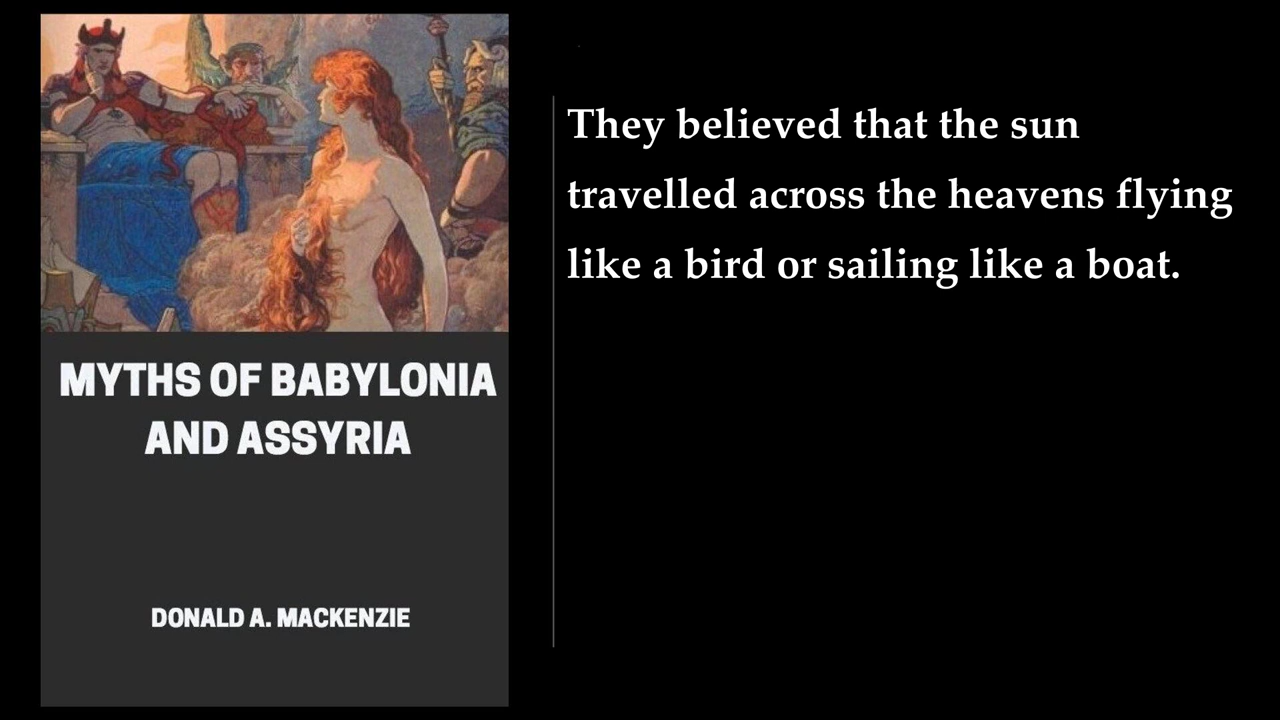 MYTHS OF BABYLONIA
AND ASSYRIA
DONALD A. MACKENZIE
They believed that the sun
travelled across the heavens flying
like a bird or sailing like a boat.